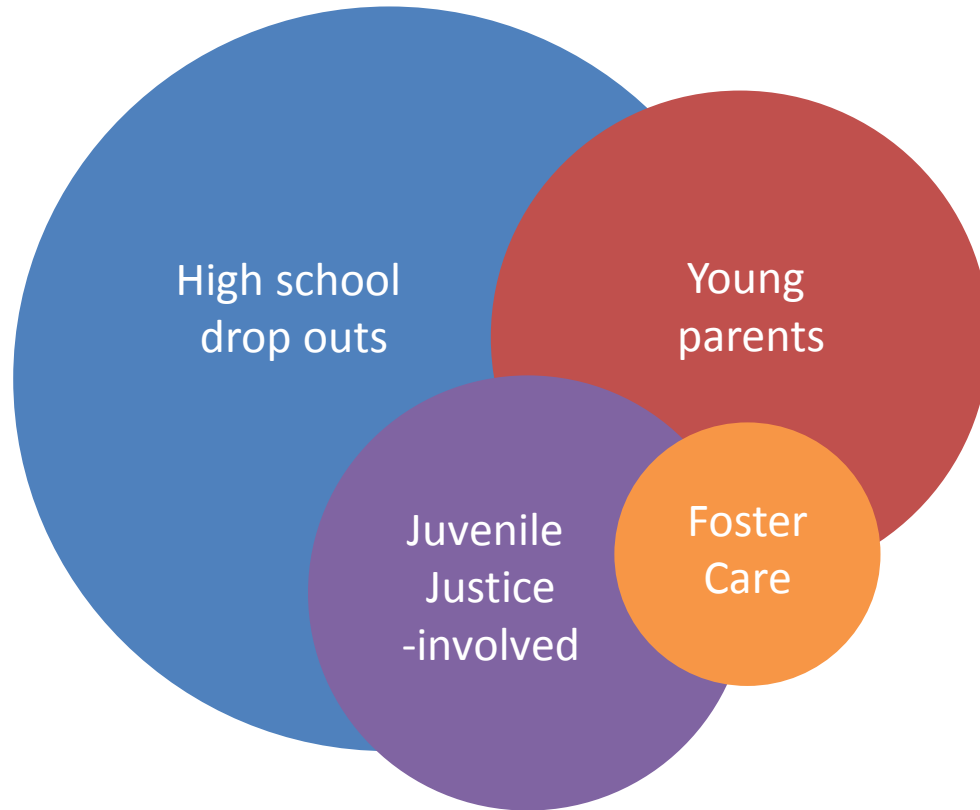 High school
drop outs
Young
parents
Juvenile
Justice
-involved
Foster
Care